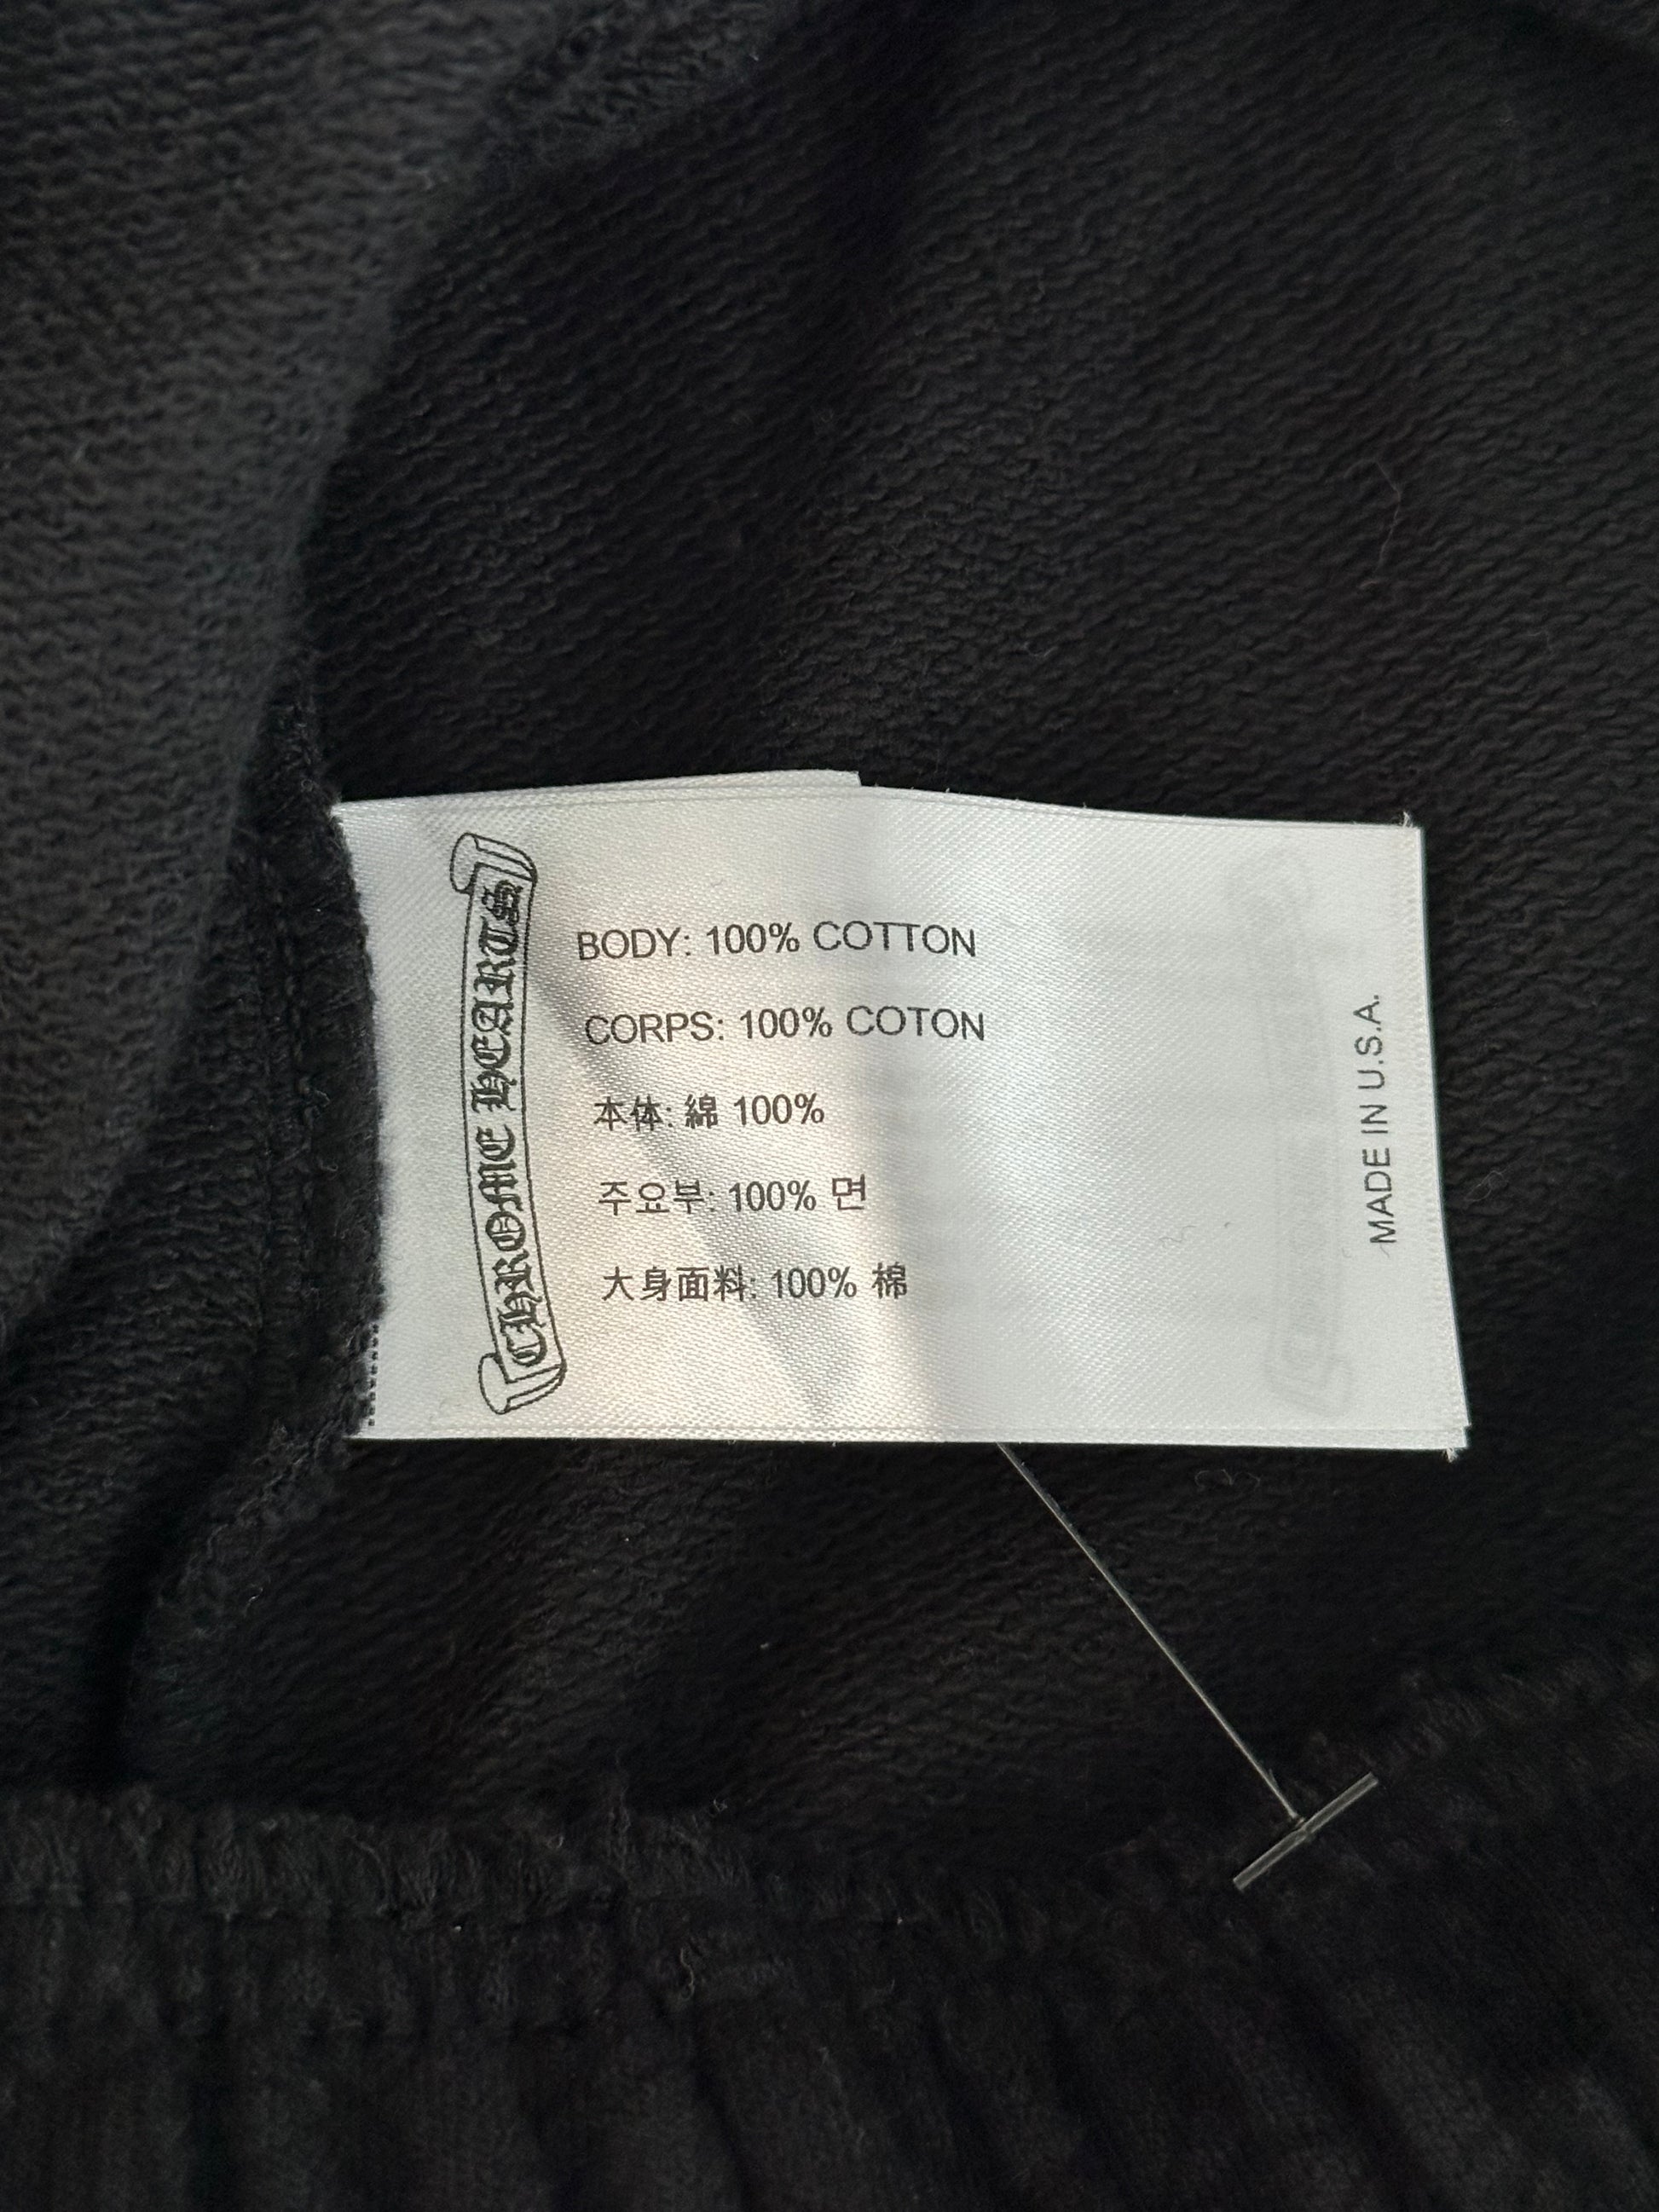 CHROME HEARTS
BODY: 100% COTTON
CORPS: 100% COTON
本体: 綿 100%
주요부: 100% 면
大身面料: 100% 棉
MADE IN U.S.A.